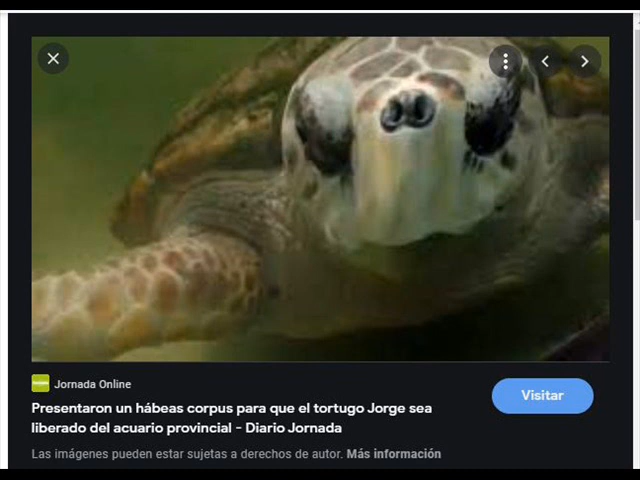 Jornada Online
Presentaron un hábeas corpus para que el tortugo Jorge sea
liberado del acuario provincial - Diario Jornada
Visitar
Las imágenes pueden estar sujetas a derechos de autor. Más información